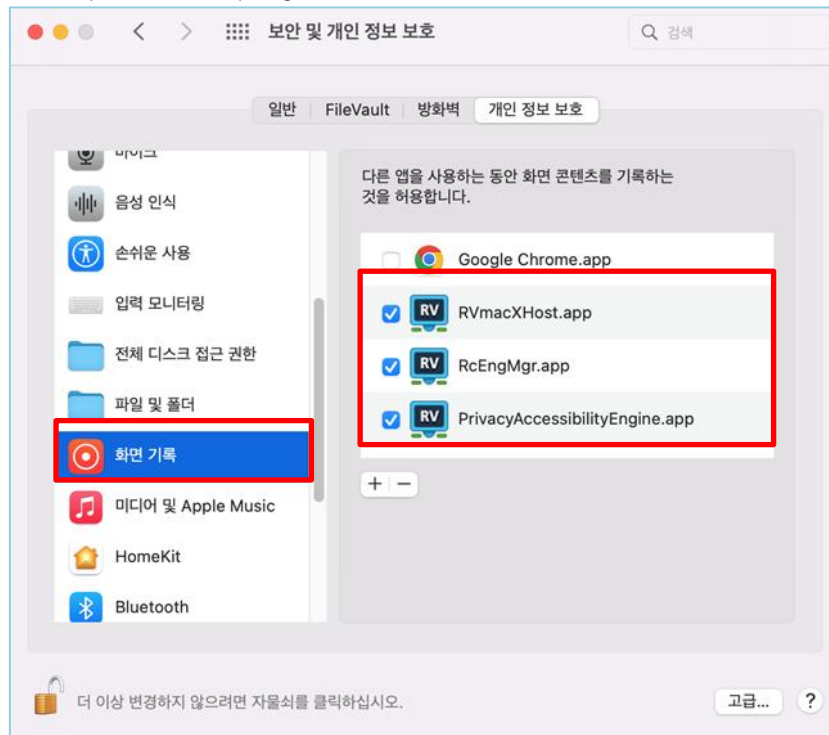 보안 및 개인 정보 보호
검색
일반
FileVault
방화벽
개인 정보 보호
마이크
음성 인식
손쉬운 사용
입력 모니터링
전체 디스크 접근 권한
파일 및 폴더
화면 기록
미디어 및 Apple Music
HomeKit
Bluetooth
다른 앱을 사용하는 동안 화면 콘텐츠를 기록하는
것을 허용합니다.
Google Chrome.app
RV RVmacXHost.app
RV RcEngMgr.app
RV PrivacyAccessibilityEngine.app
+ −
더 이상 변경하지 않으려면 자물쇠를 클릭하십시오.
고급...
?